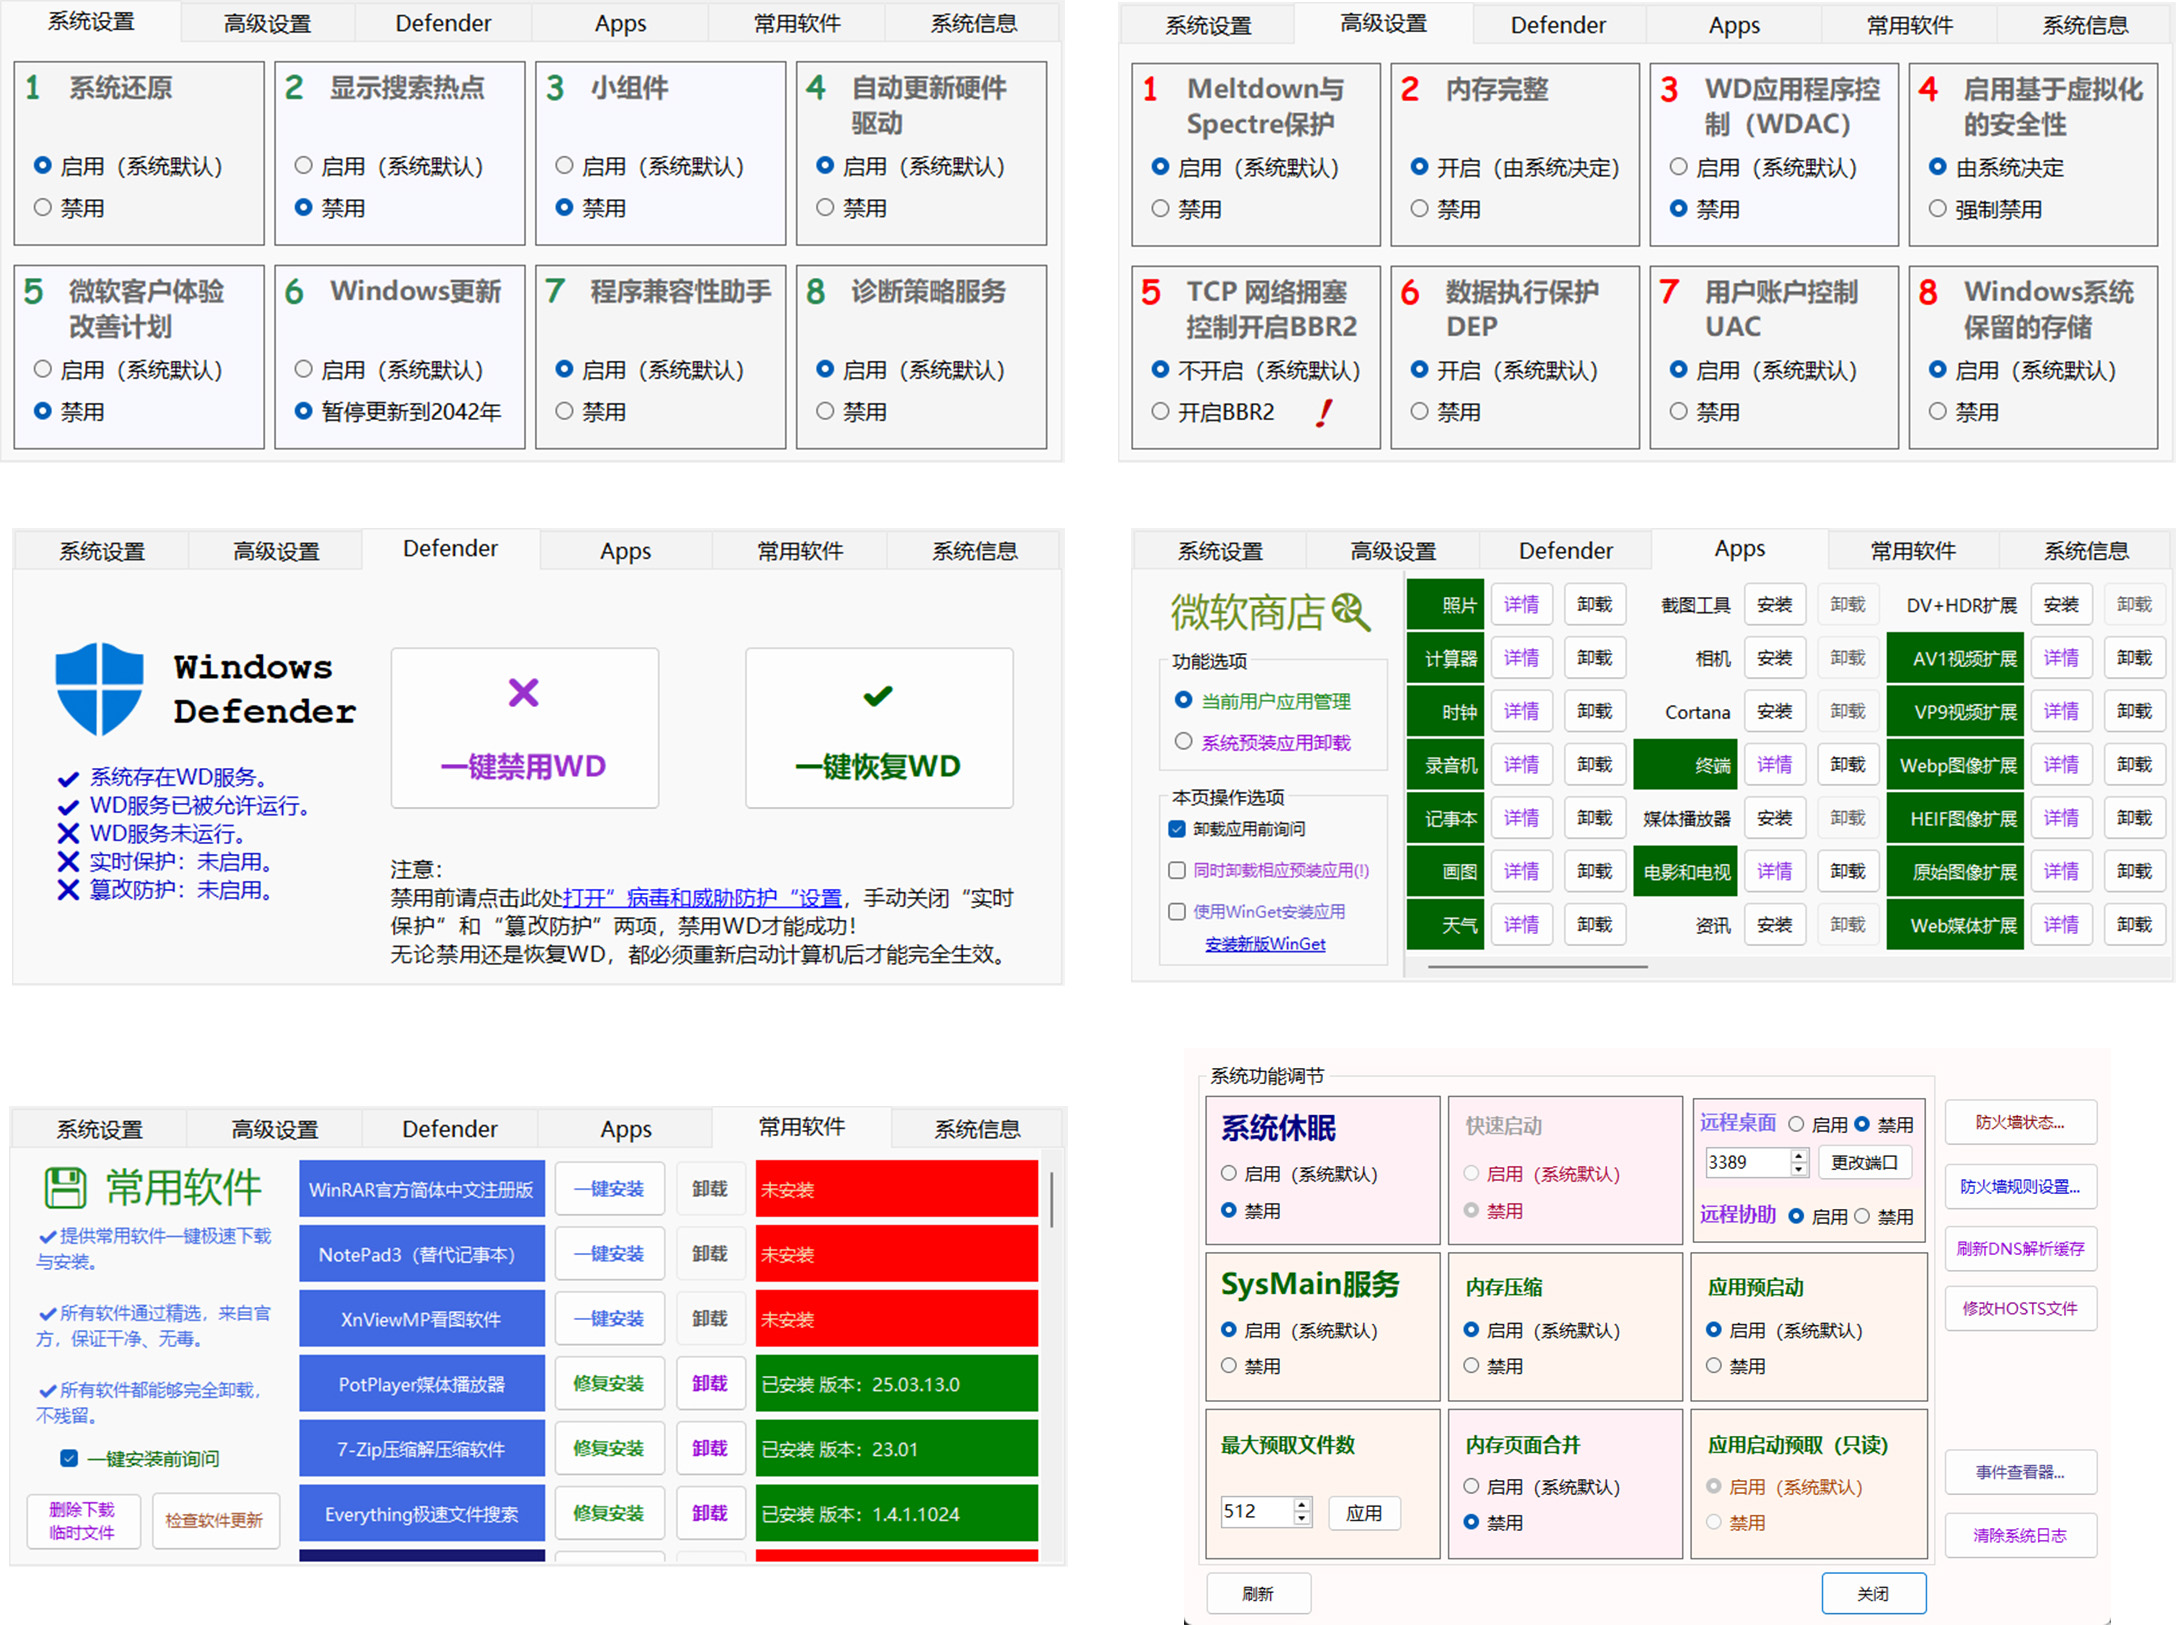 系统设置 高级设置 Defender Apps 常用软件 系统信息
1 系统还原
启用（系统默认）
禁用
2 显示搜索热点
启用（系统默认）
禁用
3 小组件
启用（系统默认）
禁用
4 自动更新硬件
驱动
启用（系统默认）
禁用
5 微软客户体验
改善计划
启用（系统默认）
禁用
6 Windows更新
启用（系统默认）
暂停更新到2042年
7 程序兼容性助手
启用（系统默认）
禁用
8 诊断策略服务
启用（系统默认）
禁用
系统设置 高级设置 Defender Apps 常用软件 系统信息
1 Meltdown与
Spectre保护
启用（系统默认）
禁用
2 内存完整
开启（由系统决定）
禁用
3 WD应用程序控
制（WDAC）
启用（系统默认）
禁用
4 启用基于虚拟化
的安全性
由系统决定
强制禁用
5 TCP 网络拥塞
控制开启BBR2
不开启（系统默认）
开启BBR2 !
6 数据执行保护
DEP
开启（系统默认）
禁用
7 用户账户控制
UAC
启用（系统默认）
禁用
8 Windows系统
保留的存储
启用（系统默认）
禁用
系统设置 高级设置 Defender Apps 常用软件 系统信息
Windows
Defender
系统存在WD服务。
WD服务已被允许运行。
WD服务未运行。
实时保护：未启用。
篡改防护：未启用。
一键禁用WD
一键恢复WD
注意：
禁用前请点击此处打开”病毒和威胁防护“设置，手动关闭“实时
保护”和“篡改防护”两项，禁用WD才能成功！
无论禁用还是恢复WD，都必须重新启动计算机后才能完全生效。
系统设置 高级设置 Defender Apps 常用软件 系统信息
微软商店
功能选项
当前用户应用管理
系统预装应用卸载
本页操作选项
卸载应用前询问
同时卸载相应预装应用(!)
使用WinGet安装应用
安装新版WinGet
照片 详情 卸载 截图工具 安装 卸载 DV+HDR扩展 安装 卸载
计算器 详情 卸载 相机 安装 卸载 AV1视频扩展 详情 卸载
时钟 详情 卸载 Cortana 安装 卸载 VP9视频扩展 详情 卸载
录音机 详情 卸载 终端 详情 卸载 Webp图像扩展 详情 卸载
记事本 详情 卸载 媒体播放器 安装 卸载 HEIF图像扩展 详情 卸载
画图 详情 卸载 电影和电视 详情 卸载 原始图像扩展 详情 卸载
天气 详情 卸载 资讯 安装 卸载 Web媒体扩展 详情 卸载
系统设置 高级设置 Defender Apps 常用软件 系统信息
常用软件
提供常用软件一键极速下载
与安装。
所有软件通过精选，来自官
方，保证干净、无毒。
所有软件都能够完全卸载，
不残留。
一键安装前询问
删除下载
临时文件
检查软件更新
WinRAR官方简体中文注册版 一键安装 卸载 未安装
NotePad3（替代记事本） 一键安装 卸载 未安装
XnViewMP看图软件 一键安装 卸载 未安装
PotPlayer媒体播放器 修复安装 卸载 已安装 版本：25.03.13.0
7-Zip压缩解压缩软件 修复安装 卸载 已安装 版本：23.01
Everything极速文件搜索 修复安装 卸载 已安装 版本：1.4.1.1024
系统功能调节
系统休眠
启用（系统默认）
禁用
快速启动
启用（系统默认）
禁用
远程桌面 启用 禁用
3389 更改端口
远程协助 启用 禁用
SysMain服务
启用（系统默认）
禁用
内存压缩
启用（系统默认）
禁用
应用预启动
启用（系统默认）
禁用
最大预取文件数
512 应用
内存页面合并
启用（系统默认）
禁用
应用启动预取（只读）
启用（系统默认）
禁用
防火墙状态...
防火墙规则设置...
刷新DNS解析缓存
修改HOSTS文件
事件查看器...
清除系统日志
刷新
关闭